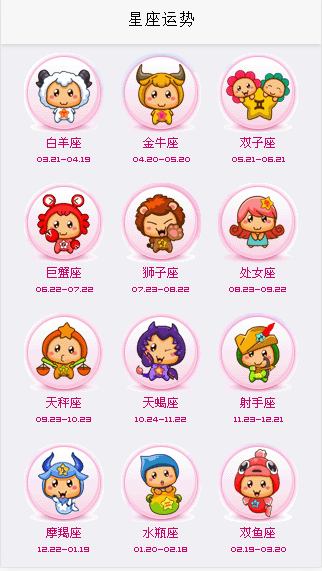 星座运势
白羊座 金牛座 双子座
03.21-04.19 04.20-05.20 05.21-06.21
巨蟹座 狮子座 处女座
06.22-07.22 07.23-08.22 08.23-09.22
天秤座 天蝎座 射手座
09.23-10.23 10.24-11.22 11.23-12.21
摩羯座 水瓶座 双鱼座
12.22-01.19 01.20-02.18 02.19-03.20